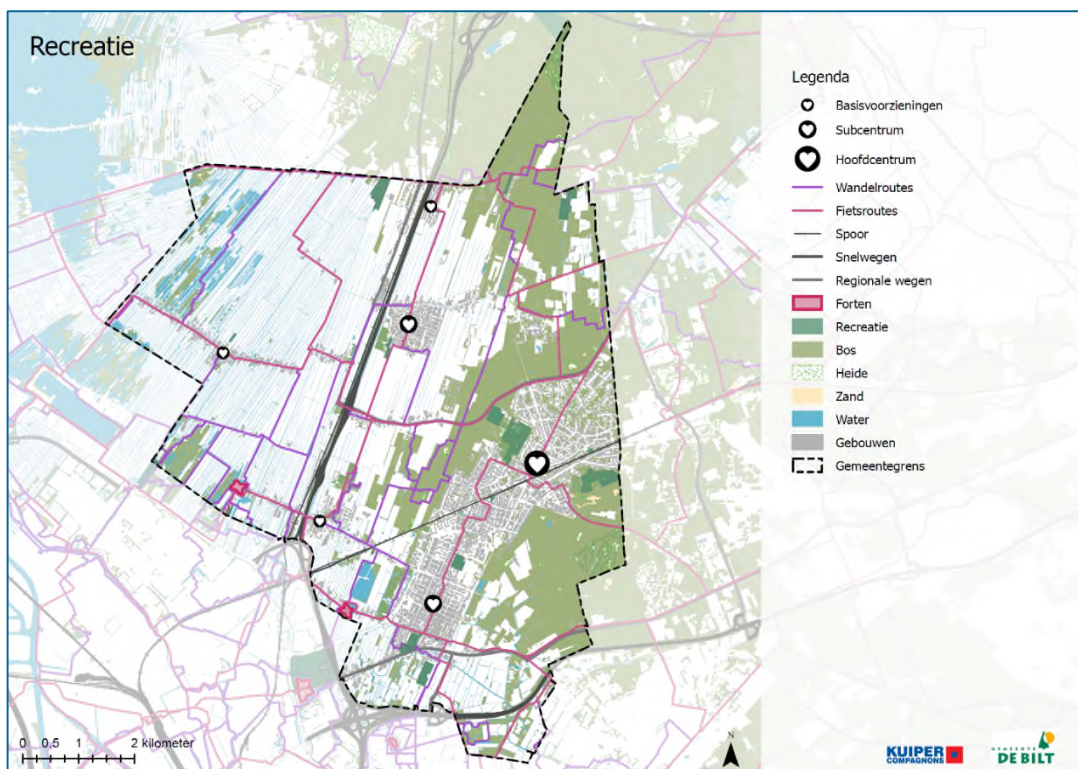 Recreatie
Legenda
Basisvoorzieningen
Subcentrum
Hoofdcentrum
Wandelroutes
Fietsroutes
Spoor
Snelwegen
Regionale wegen
Forten
Recreatie
Bos
Heide
Zand
Water
Gebouwen
Gemeentegrens
0 0,5 1 2 kilometer
N
KUIPER
COMPAGNONS
GEMEENTE
DE BILT